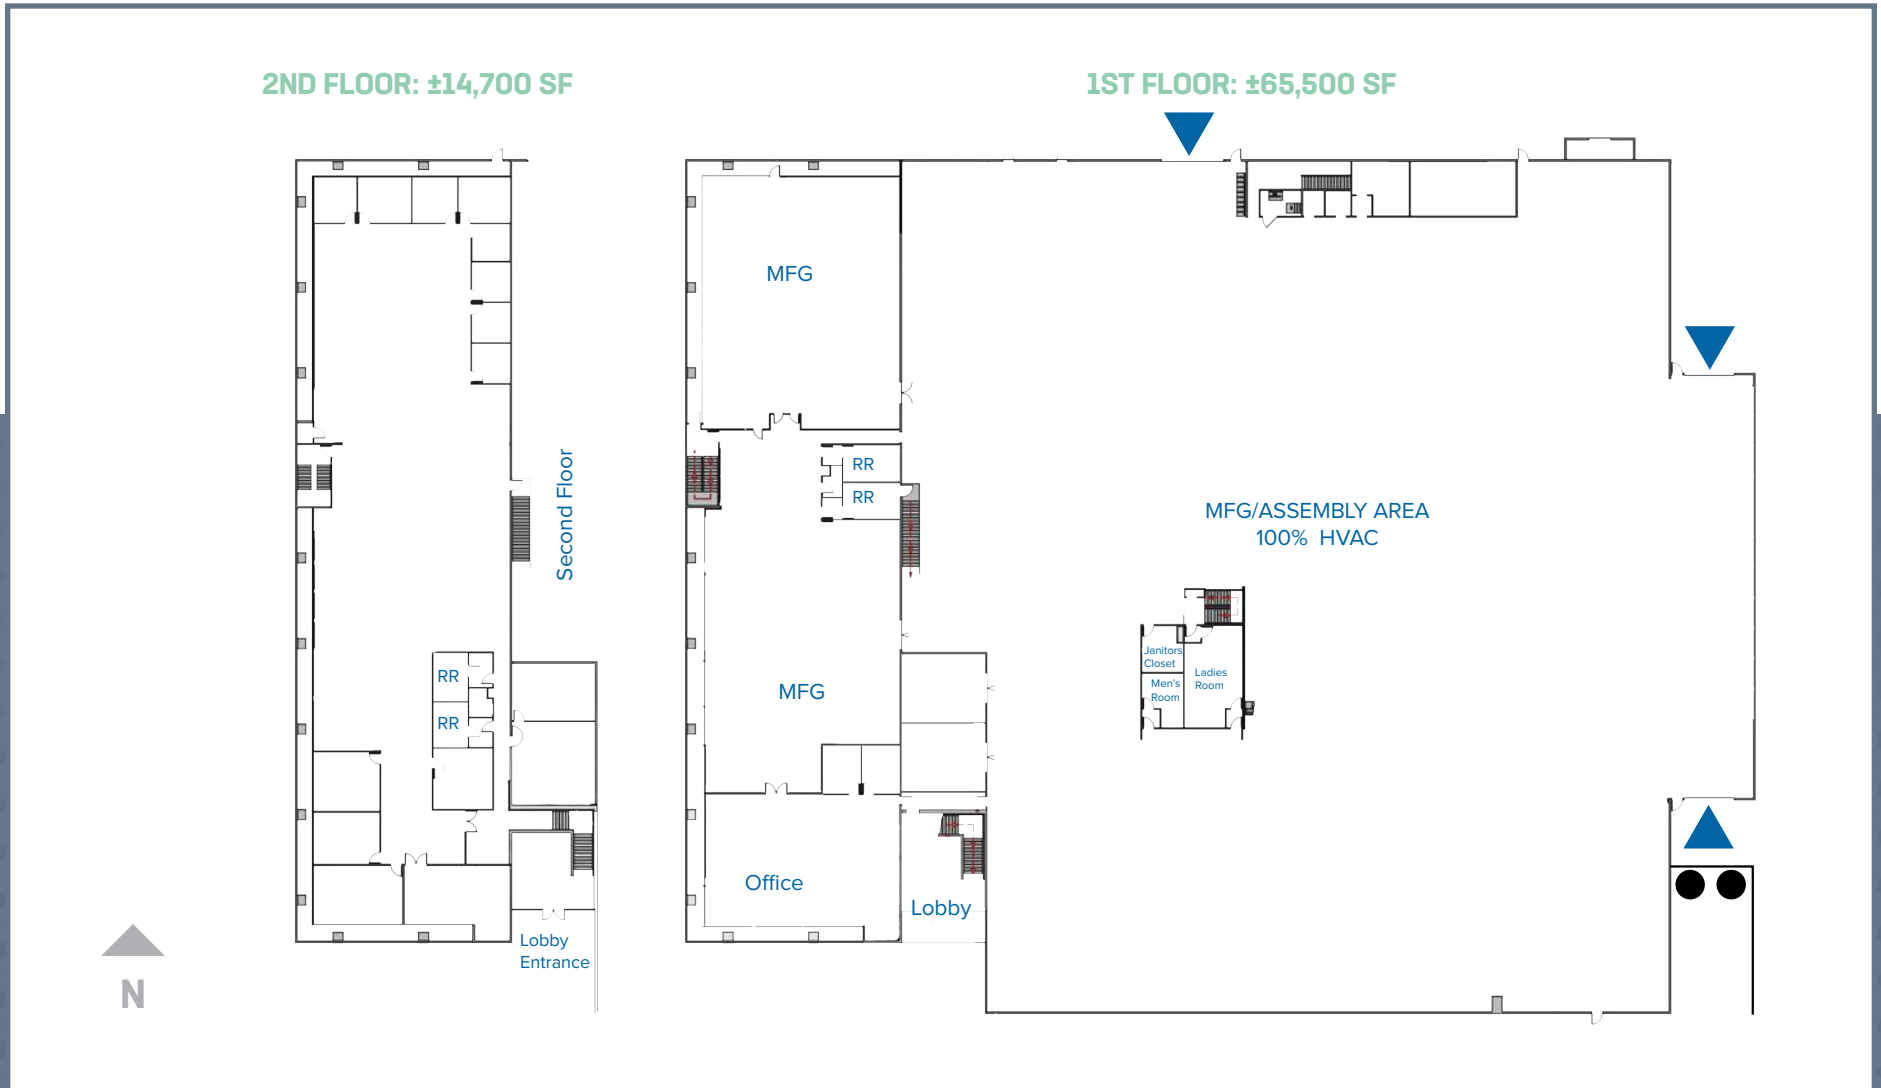 2ND FLOOR: ±14,700 SF
1ST FLOOR: ±65,500 SF
MFG
Second Floor
RR
RR
MFG/ASSEMBLY AREA
100% HVAC
Janitors
Closet
Ladies
Room
Men's
Room
RR
RR
MFG
Office
Lobby
Lobby
Entrance
N